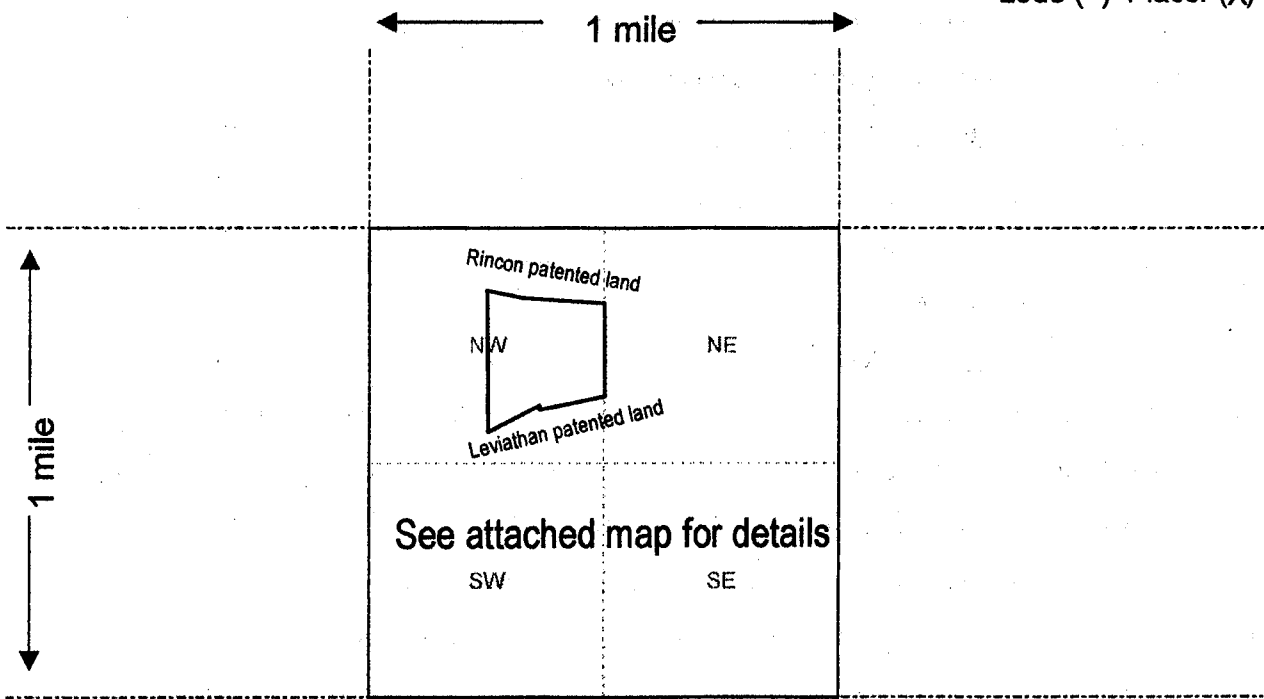 1 mile
Rincon patented land
NW
NE
Leviathan patented land
1 mile
See attached map for details
SW
SE